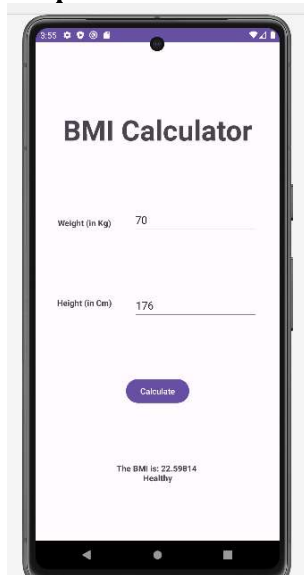 3:55
BMI Calculator
Weight (in Kg) 70
Height (in Cm) 176
Calculate
The BMI is: 22.59814
Healthy